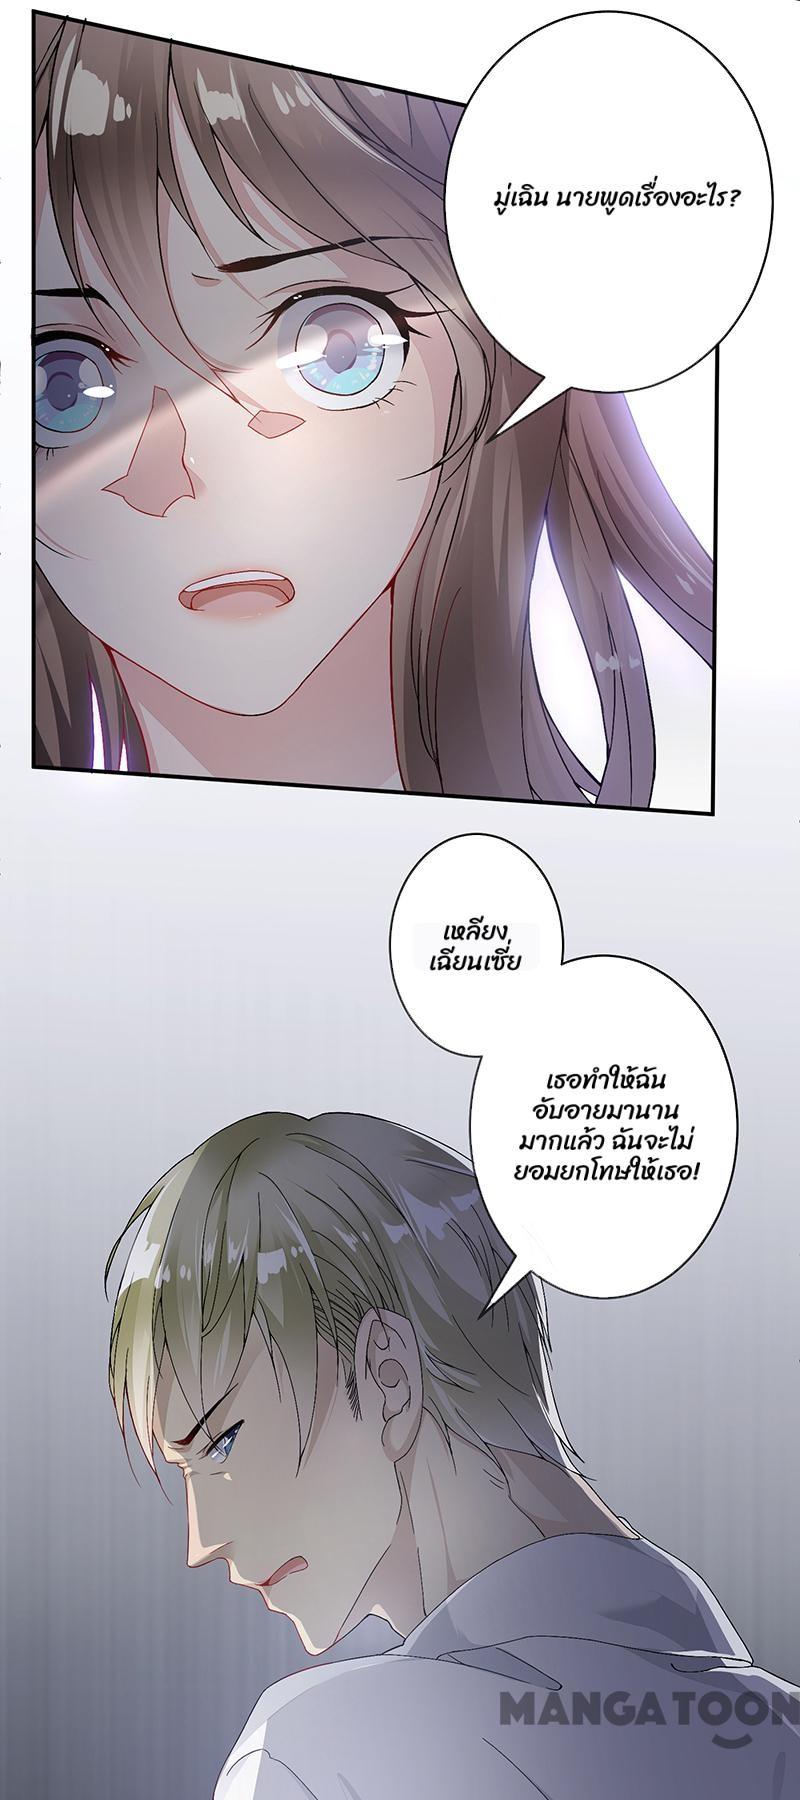 มู่เฉิน นายพูดเรื่องอะไร?
เหลียง
เฉียนเซี่ย
เธอทำให้ฉัน
อับอายมานาน
มากแล้ว ฉันจะไม่
ยอมยกโทษให้เธอ!
MANGATOON